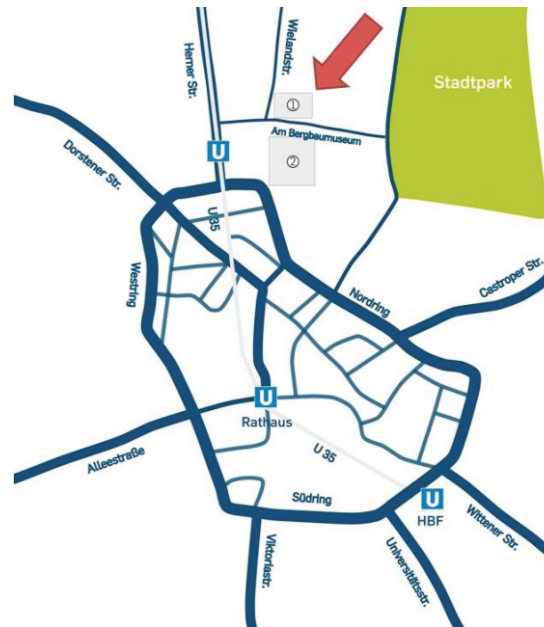 Herner Str.
Wielandstr.
Stadtpark
①
Am Bergbaumuseum
U
②
Dorstener Str.
U35
Westring
Nordring
Castroper Str.
U
Rathaus
Alleestraße
U 35
Südring
U
HBF
Wittener Str.
Viktoriastr.
Universitätsstr.